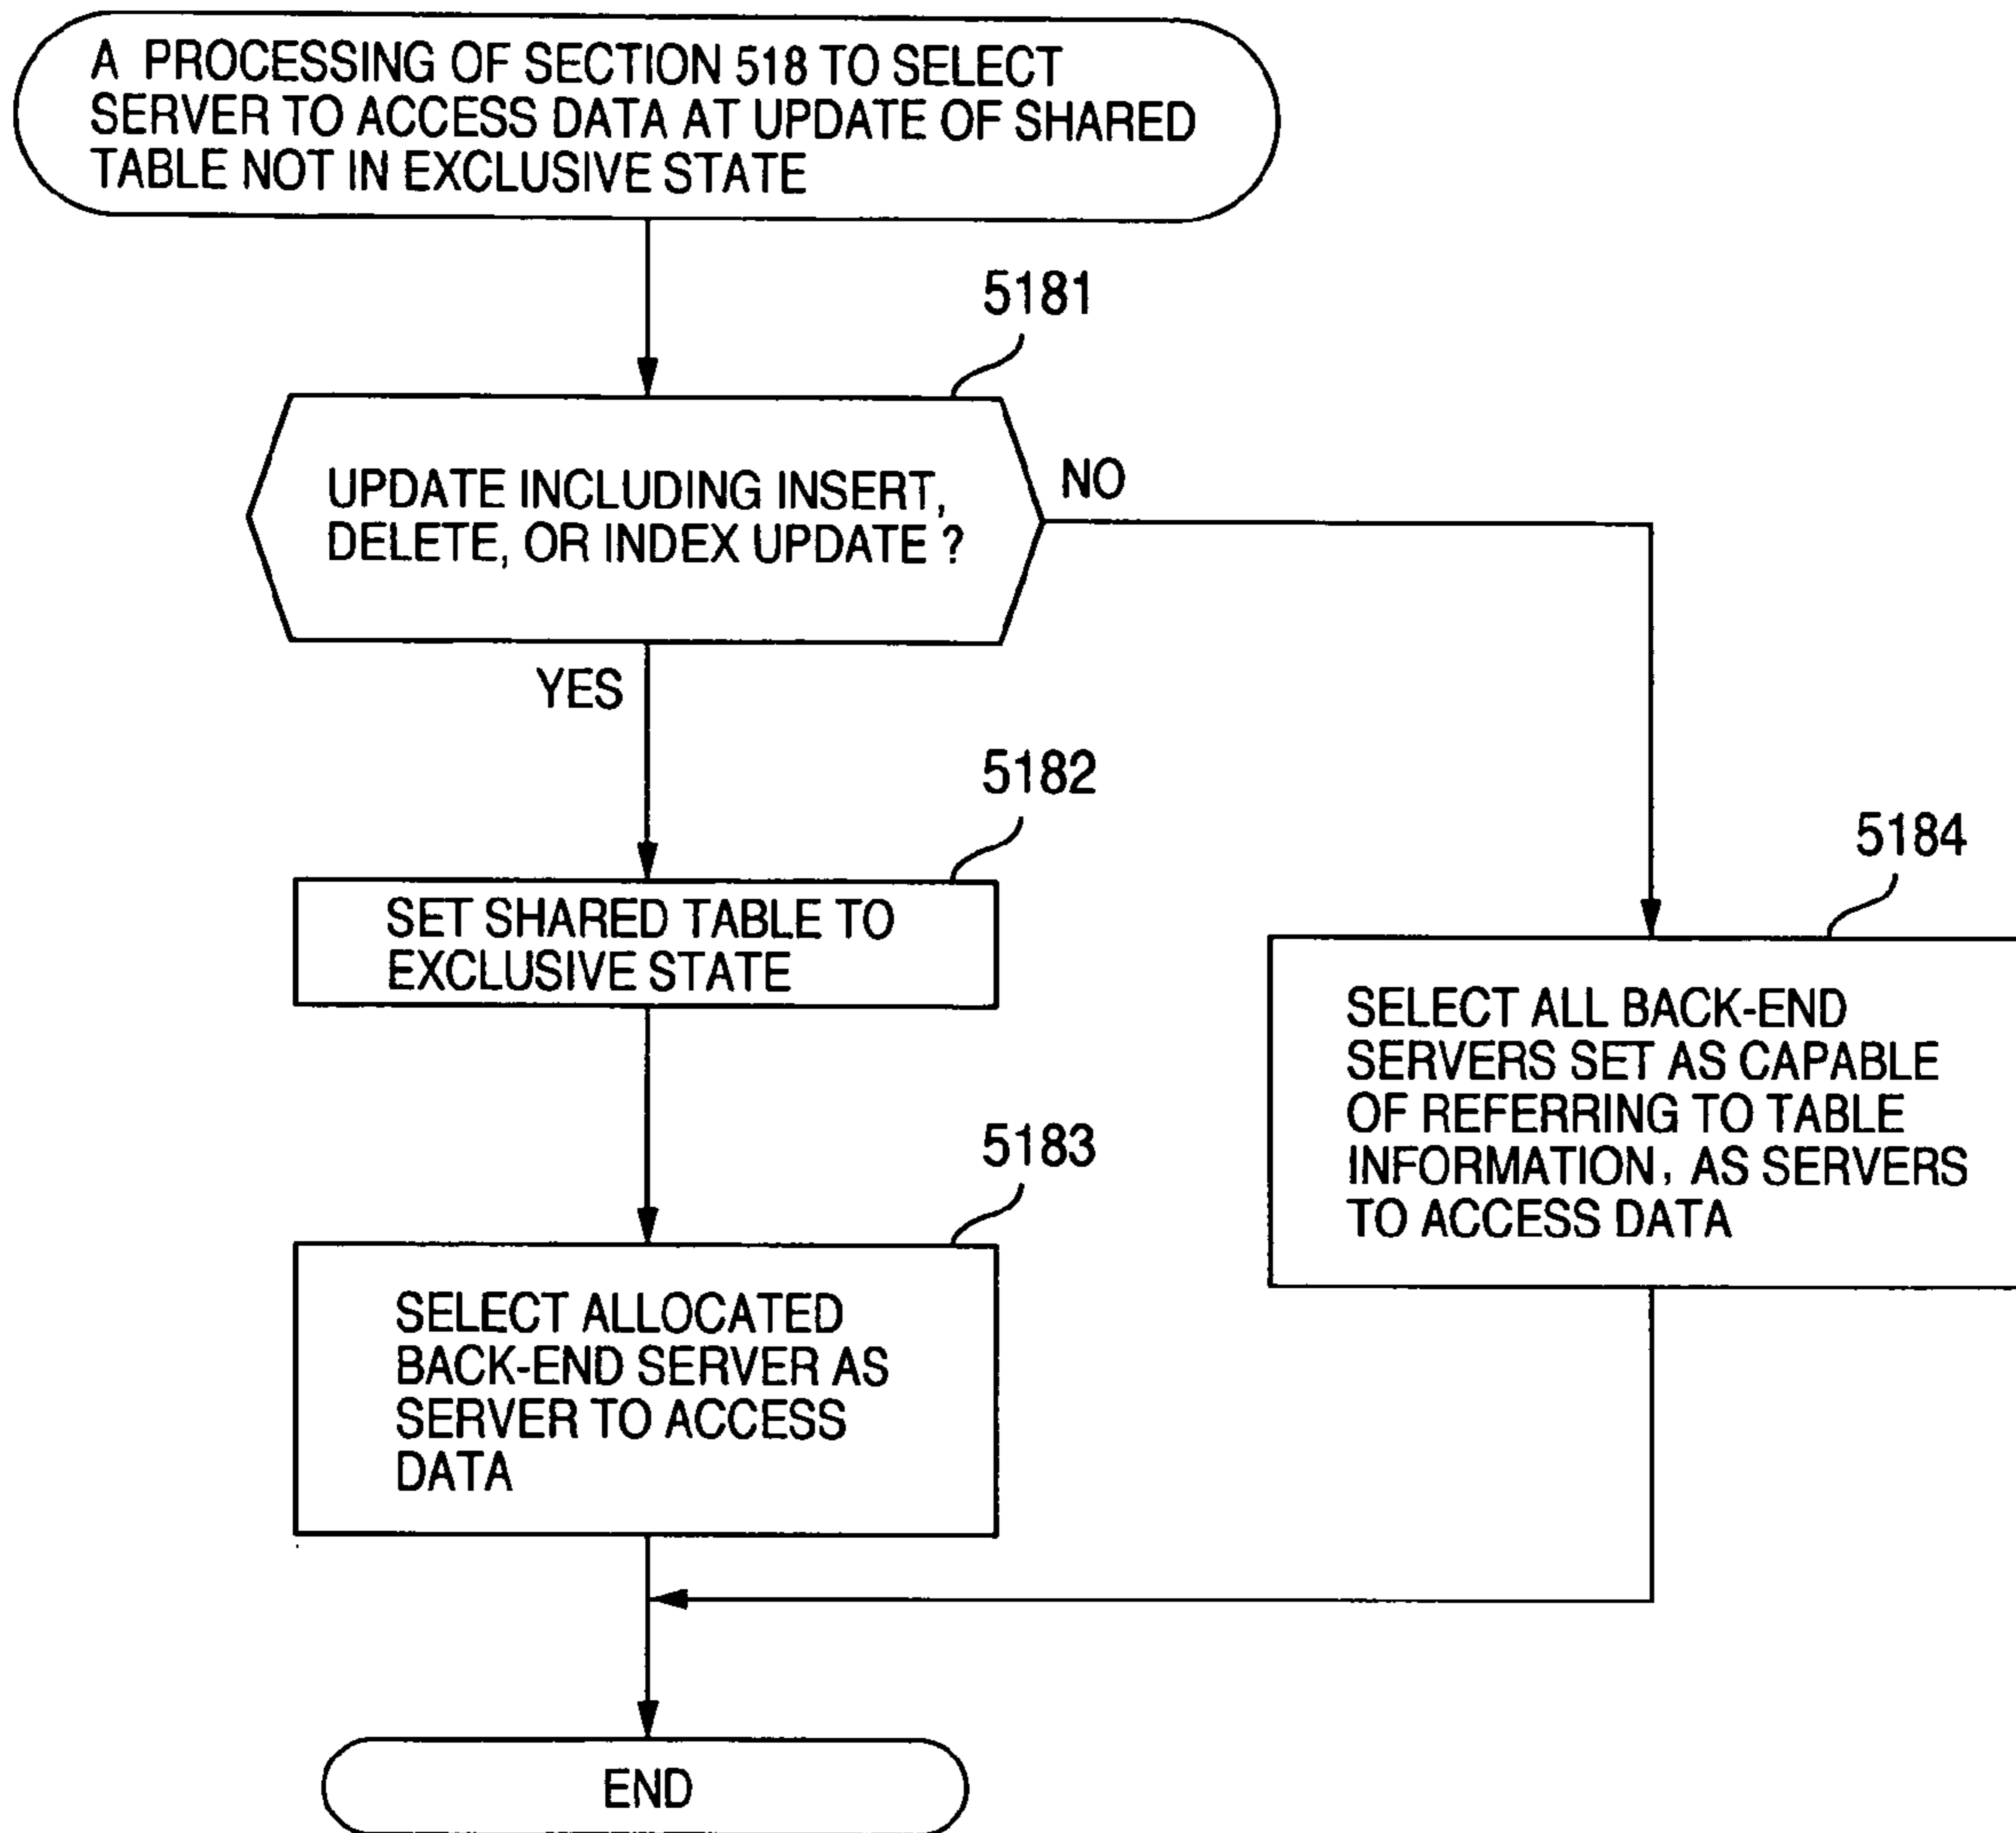 A PROCESSING OF SECTION 518 TO SELECT
SERVER TO ACCESS DATA AT UPDATE OF SHARED
TABLE NOT IN EXCLUSIVE STATE
5181
UPDATE INCLUDING INSERT,
DELETE, OR INDEX UPDATE ?
NO
YES
5182
SET SHARED TABLE TO
EXCLUSIVE STATE
5184
SELECT ALL BACK-END
SERVERS SET AS CAPABLE
OF REFERRING TO TABLE
INFORMATION, AS SERVERS
TO ACCESS DATA
5183
SELECT ALLOCATED
BACK-END SERVER AS
SERVER TO ACCESS
DATA
END